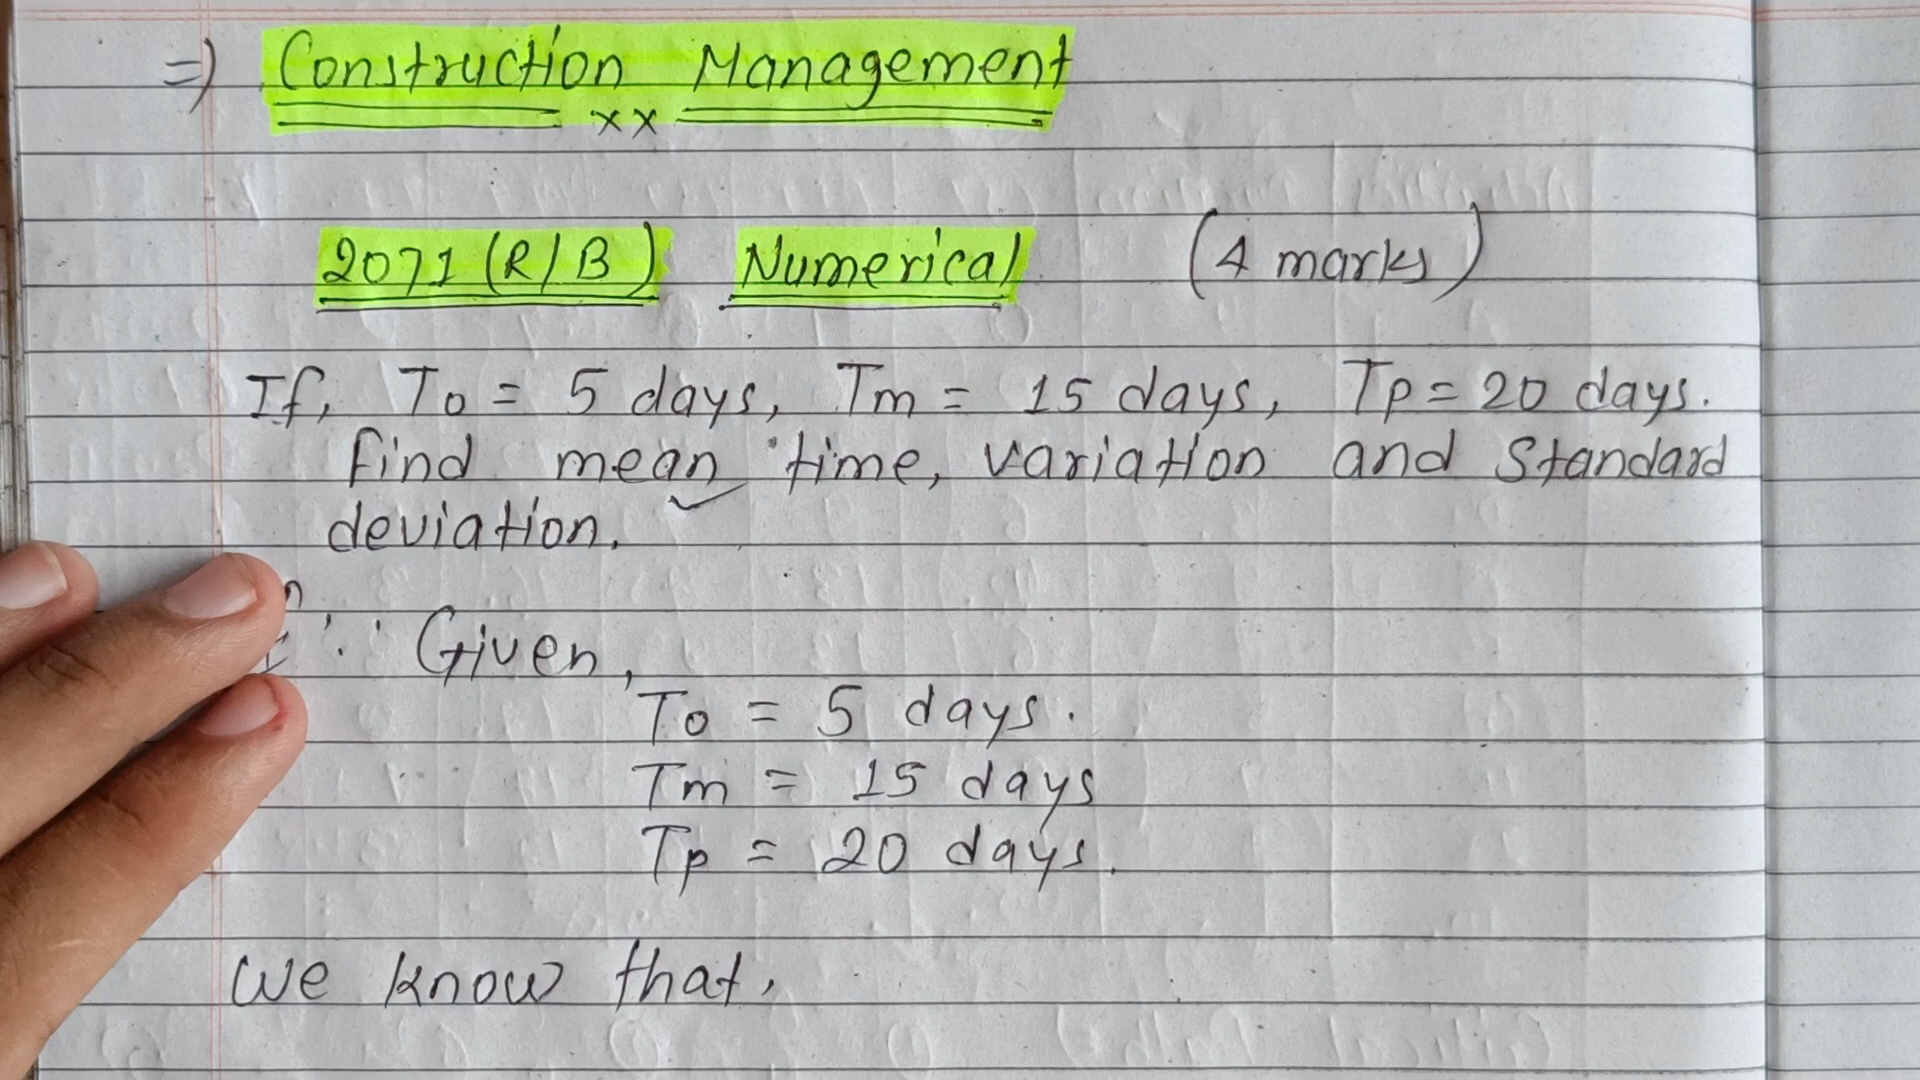 =) Construction Management
xx
2071 (R/B) Numerical (4 marks)
If, To = 5 days, Tm = 15 days, Tp = 20 days.
find mean time, variation and standard
deviation.
Given,
To = 5 days.
Tm = 15 days
Tp = 20 days.
We know that,